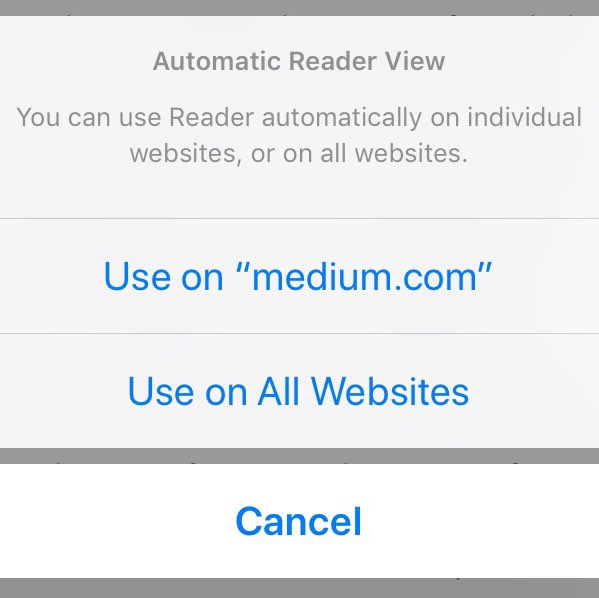 Automatic Reader View
You can use Reader automatically on individual
websites, or on all websites.
Use on “medium.com”
Use on All Websites
Cancel